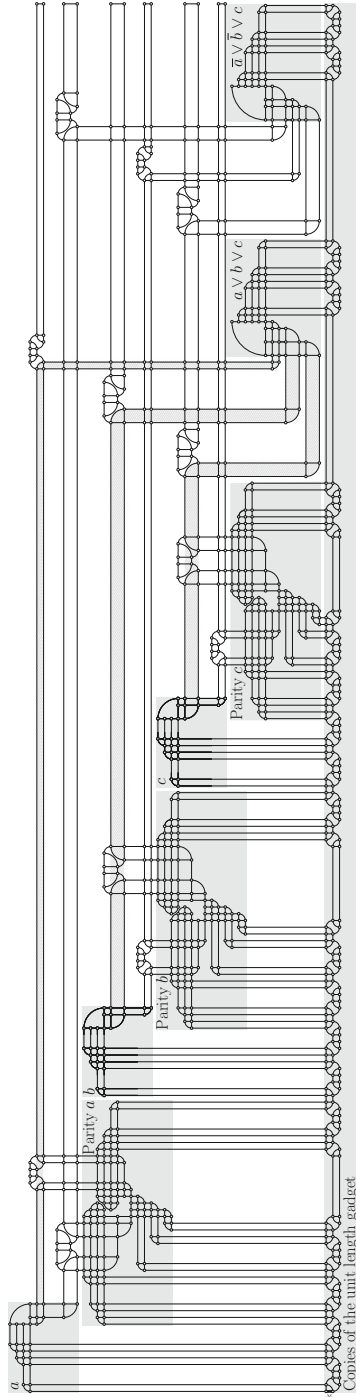 a
Parity a
b
Parity b
c
Parity c
a ∨ b ∨ c
a̅ ∨ b̅ ∨ c
Copies of the unit length gadget